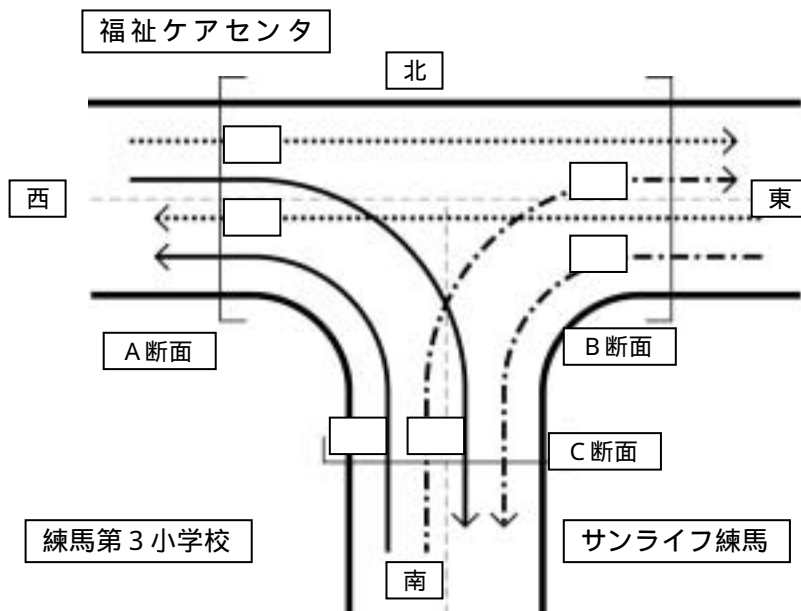 福祉ケアセンタ
北
西
東
A断面
B断面
C断面
練馬第3小学校
南
サンライフ練馬